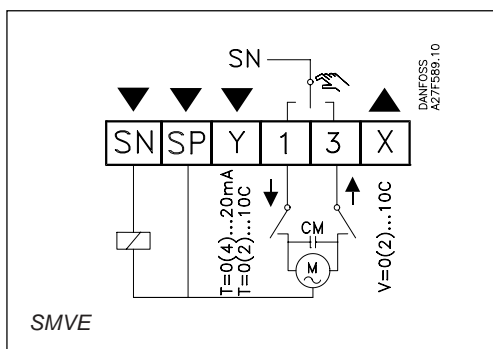 SN
DANFOSS
A27F589.10
SN SP Y 1 3 X
T=0(4)...20mA
T=0(2)...10C
V=0(2)...10C
CM
M
SMVE